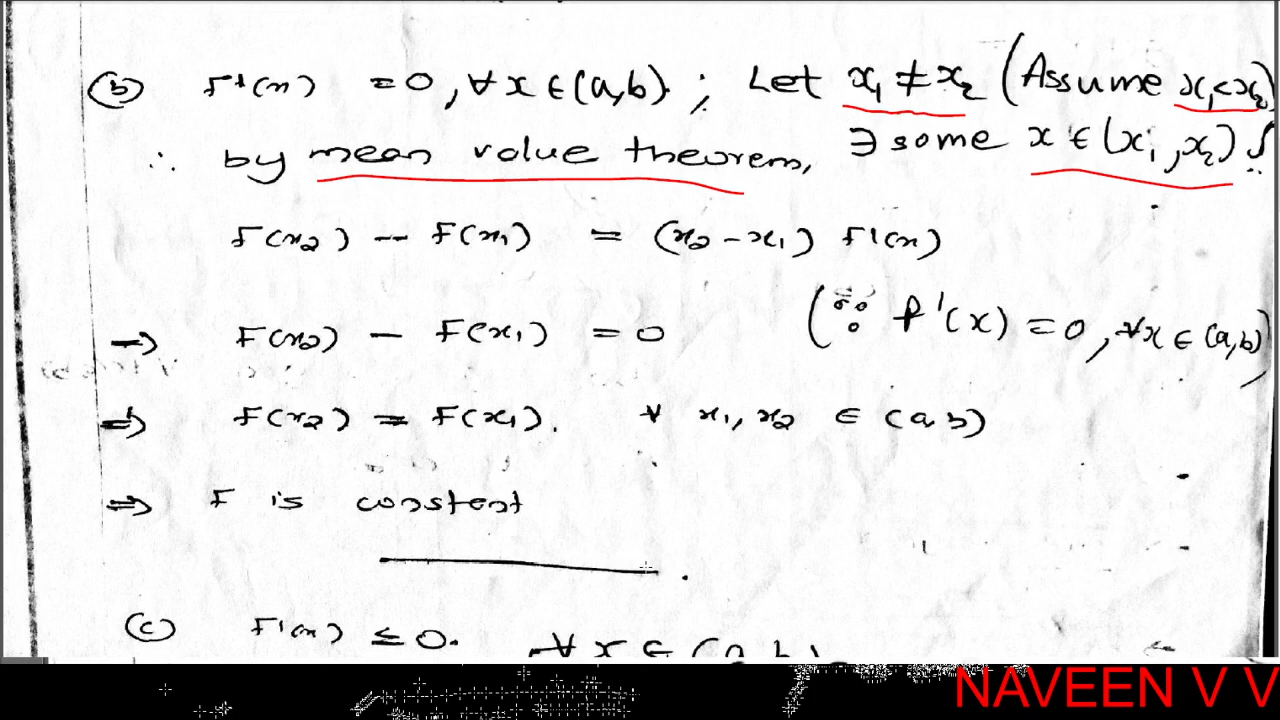 (b) f'(x) = 0, ∀ x ∈ (a, b) ; Let x₁ ≠ x₂ (Assume x₁ < x₂)
∴ by mean value theorem, ∃ some x ∈ (x₁, x₂)
f(x₂) - f(x₁) = (x₂ - x₁) f'(x)
→ f(x₂) - f(x₁) = 0 (∵ f'(x) = 0, ∀x ∈ (a, b)
⇒ f(x₂) = f(x₁). ∀ x₁, x₂ ∈ (a, b)
⇒ f is constent
(c) f'(x) ≤ 0. ∀ x ∈ (a, b)
NAVEEN V V